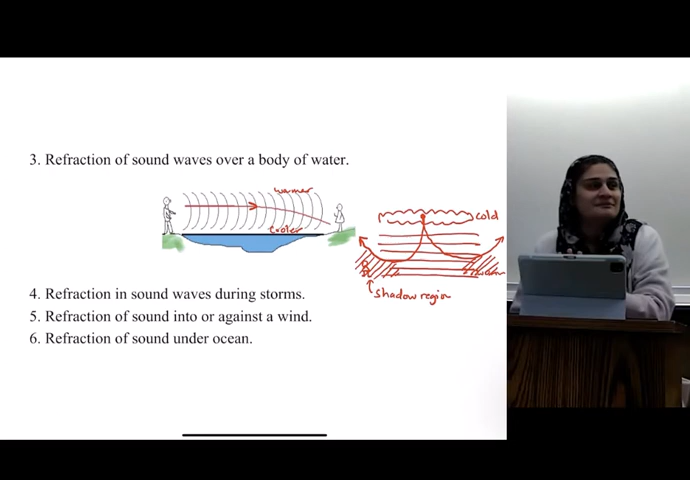 3. Refraction of sound waves over a body of water.
warmer
cooler
cold
shadow region
4. Refraction in sound waves during storms.
5. Refraction of sound into or against a wind.
6. Refraction of sound under ocean.